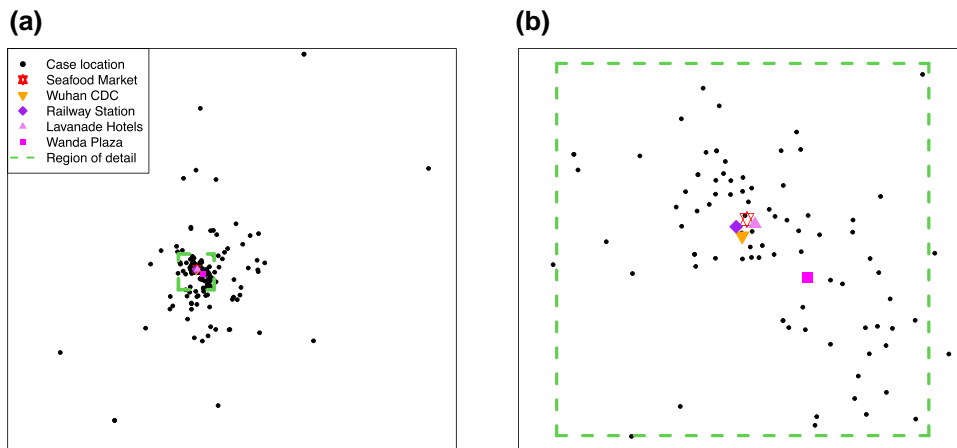 (a)
Case location
Seafood Market
Wuhan CDC
Railway Station
Lavanade Hotels
Wanda Plaza
Region of detail
(b)